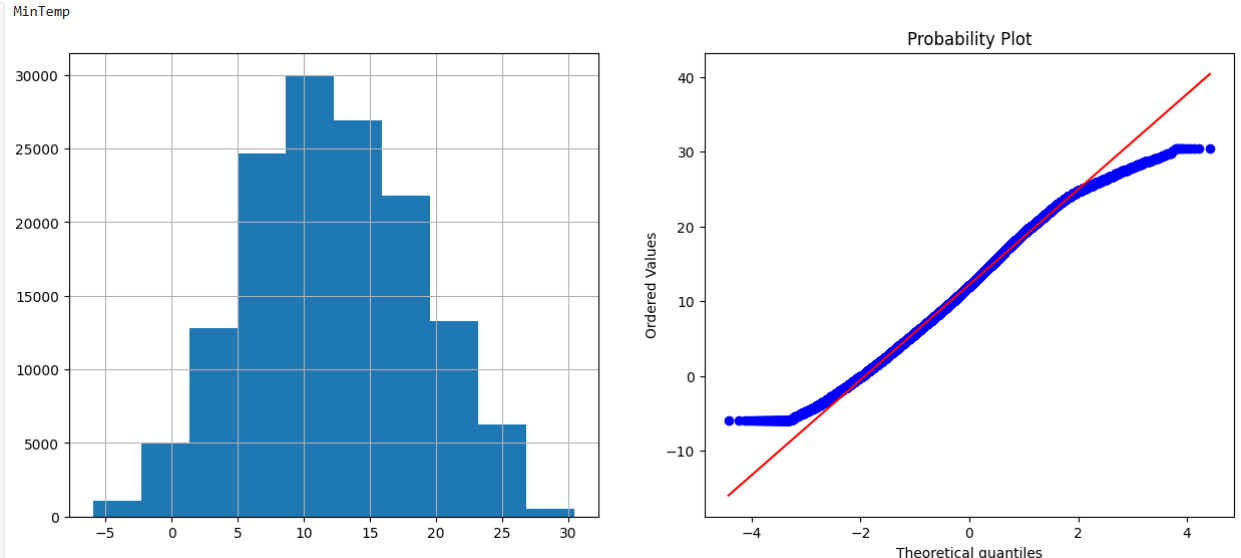 MinTemp
Probability Plot
30000
25000
20000
15000
10000
5000
0
−5 0 5 10 15 20 25 30
Ordered Values
40
30
20
10
0
−10
−4 −2 0 2 4
Theoretical quantiles